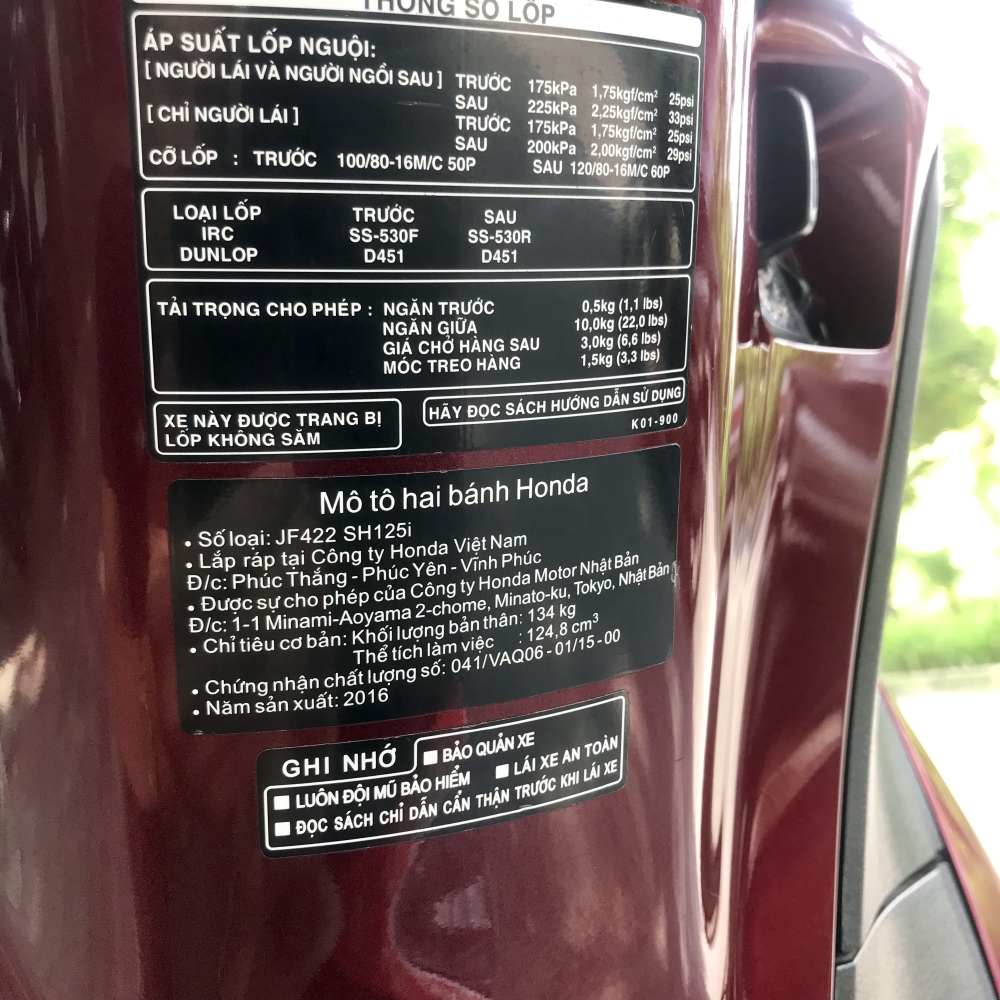 THÔNG SỐ LỐP
ÁP SUẤT LỐP NGUỘI:
[ NGƯỜI LÁI VÀ NGƯỜI NGỒI SAU ] TRƯỚC 175kPa 1,75kgf/cm² 25psi
SAU 225kPa 2,25kgf/cm² 33psi
[ CHỈ NGƯỜI LÁI ] TRƯỚC 175kPa 1,75kgf/cm² 25psi
SAU 200kPa 2,00kgf/cm² 29psi
CỠ LỐP : TRƯỚC 100/80-16M/C 50P SAU 120/80-16M/C 60P
LOẠI LỐP TRƯỚC SAU
IRC SS-530F SS-530R
DUNLOP D451 D451
TẢI TRỌNG CHO PHÉP : NGĂN TRƯỚC 0,5kg (1,1 lbs)
NGĂN GIỮA 10,0kg (22,0 lbs)
GIÁ CHỞ HÀNG SAU 3,0kg (6,6 lbs)
MÓC TREO HÀNG 1,5kg (3,3 lbs)
XE NÀY ĐƯỢC TRANG BỊ
LỐP KHÔNG SĂM
HÃY ĐỌC SÁCH HƯỚNG DẪN SỬ DỤNG
K01-900
Mô tô hai bánh Honda
• Số loại: JF422 SH125i
• Lắp ráp tại Công ty Honda Việt Nam
Đ/c: Phúc Thắng - Phúc Yên - Vĩnh Phúc
• Được sự cho phép của Công ty Honda Motor Nhật Bản
Đ/c: 1-1 Minami-Aoyama 2-chome, Minato-ku, Tokyo, Nhật Bản
• Chỉ tiêu cơ bản: Khối lượng bản thân: 134 kg
Thể tích làm việc : 124,8 cm³
• Chứng nhận chất lượng số: 041/VAQ06 - 01/15 - 00
• Năm sản xuất: 2016
GHI NHỚ ■ BẢO QUẢN XE
■ LUÔN ĐỘI MŨ BẢO HIỂM ■ LÁI XE AN TOÀN
■ ĐỌC SÁCH CHỈ DẪN CẨN THẬN TRƯỚC KHI LÁI XE